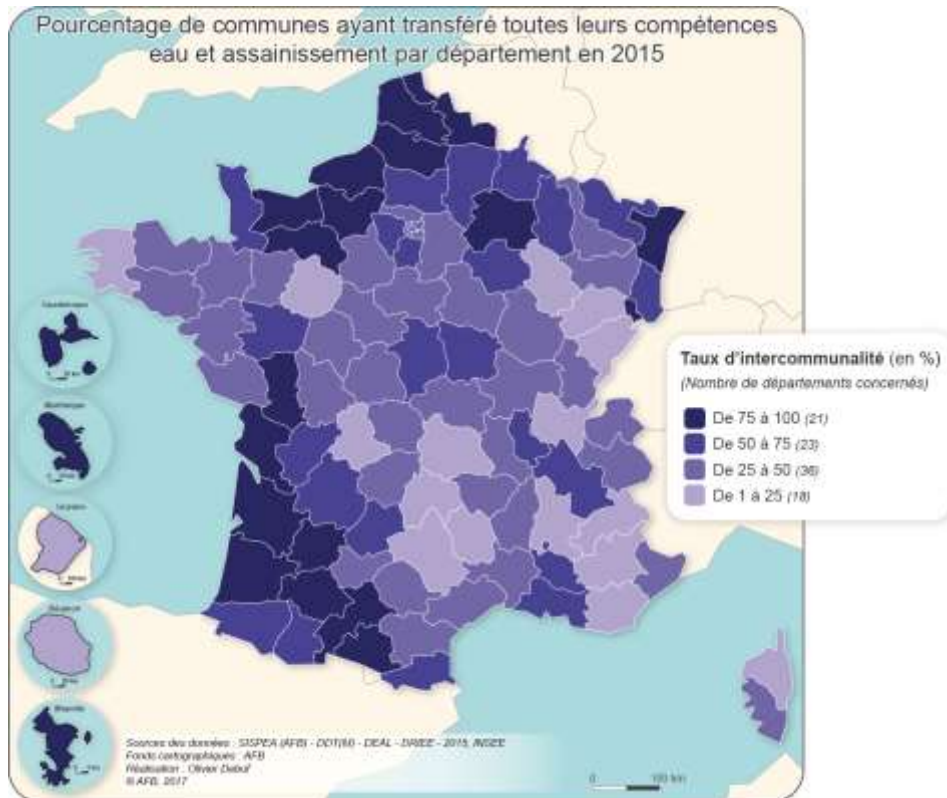 Pourcentage de communes ayant transféré toutes leurs compétences
eau et assainissement par département en 2015
Taux d'intercommunalité (en %)
(Nombre de départements concernés)
De 75 à 100 (21)
De 50 à 75 (23)
De 25 à 50 (36)
De 1 à 25 (18)
Sources des données : SISPEA (AFB) - DDT(M) - DEAL - DRIEE - 2015, INSEE
Fonds cartographiques : AFB
Réalisation : Olivier Debuf
© AFB, 2017
0 100 km